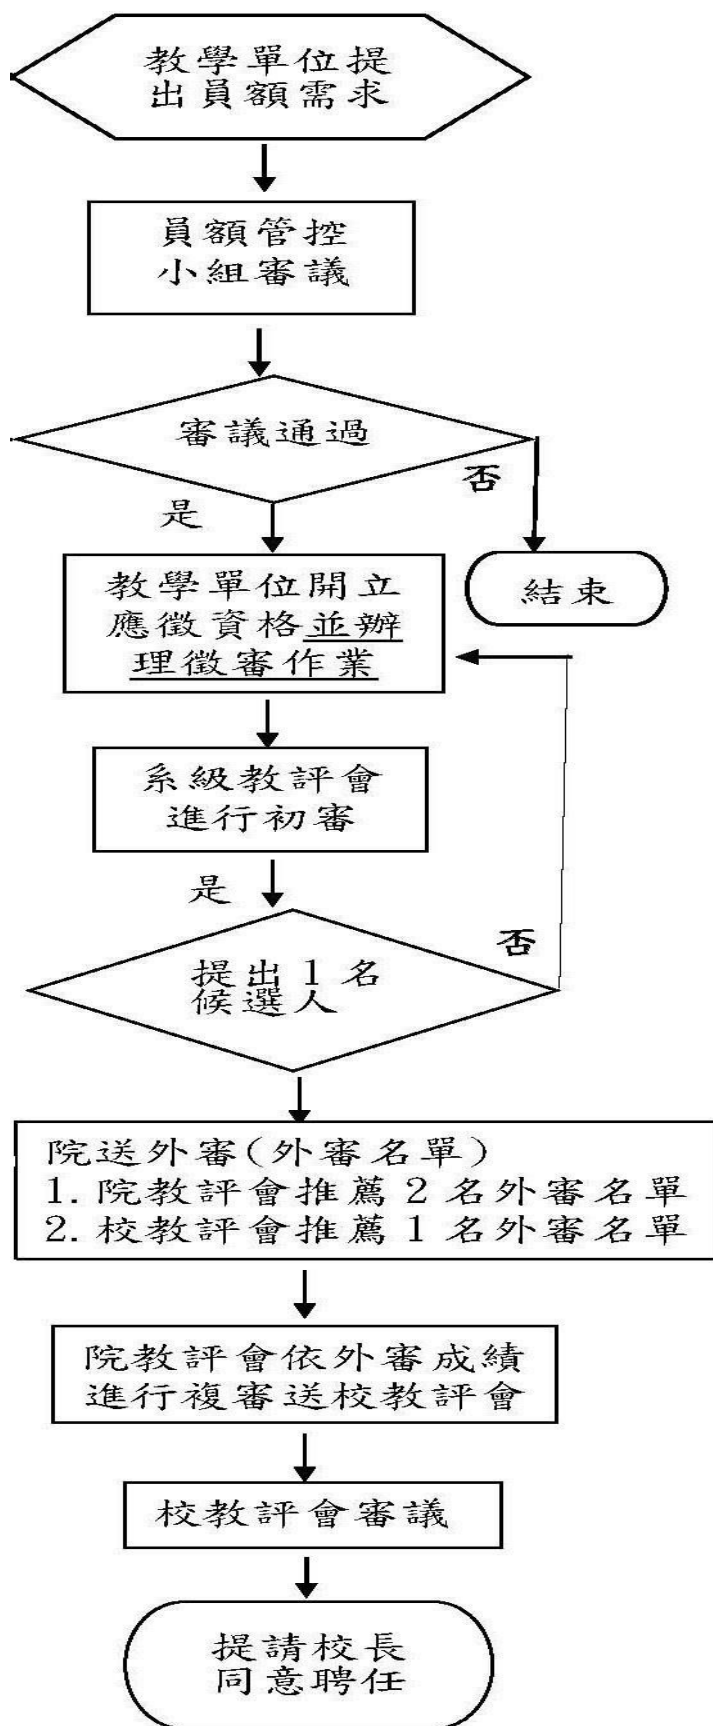 教學單位提
出員額需求
員額管控
小組審議
審議通過
否
是
結束
教學單位開立
應徵資格並辦
理徵審作業
系級教評會
進行初審
是
否
提出1名
候選人
院送外審(外審名單)
1. 院教評會推薦 2 名外審名單
2. 校教評會推薦 1 名外審名單
院教評會依外審成績
進行複審送校教評會
校教評會審議
提請校長
同意聘任